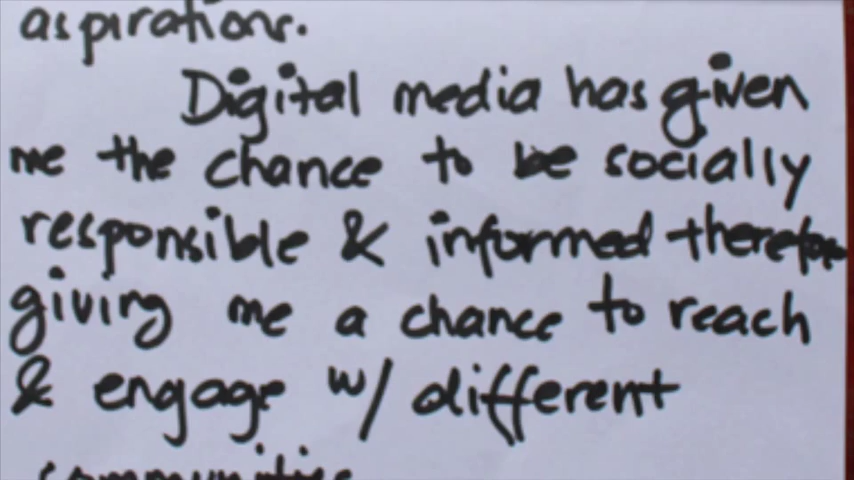 aspirations.
Digital media has given
me the chance to be socially
responsible & informed therefore
giving me a chance to reach
& engage w/ different
communities